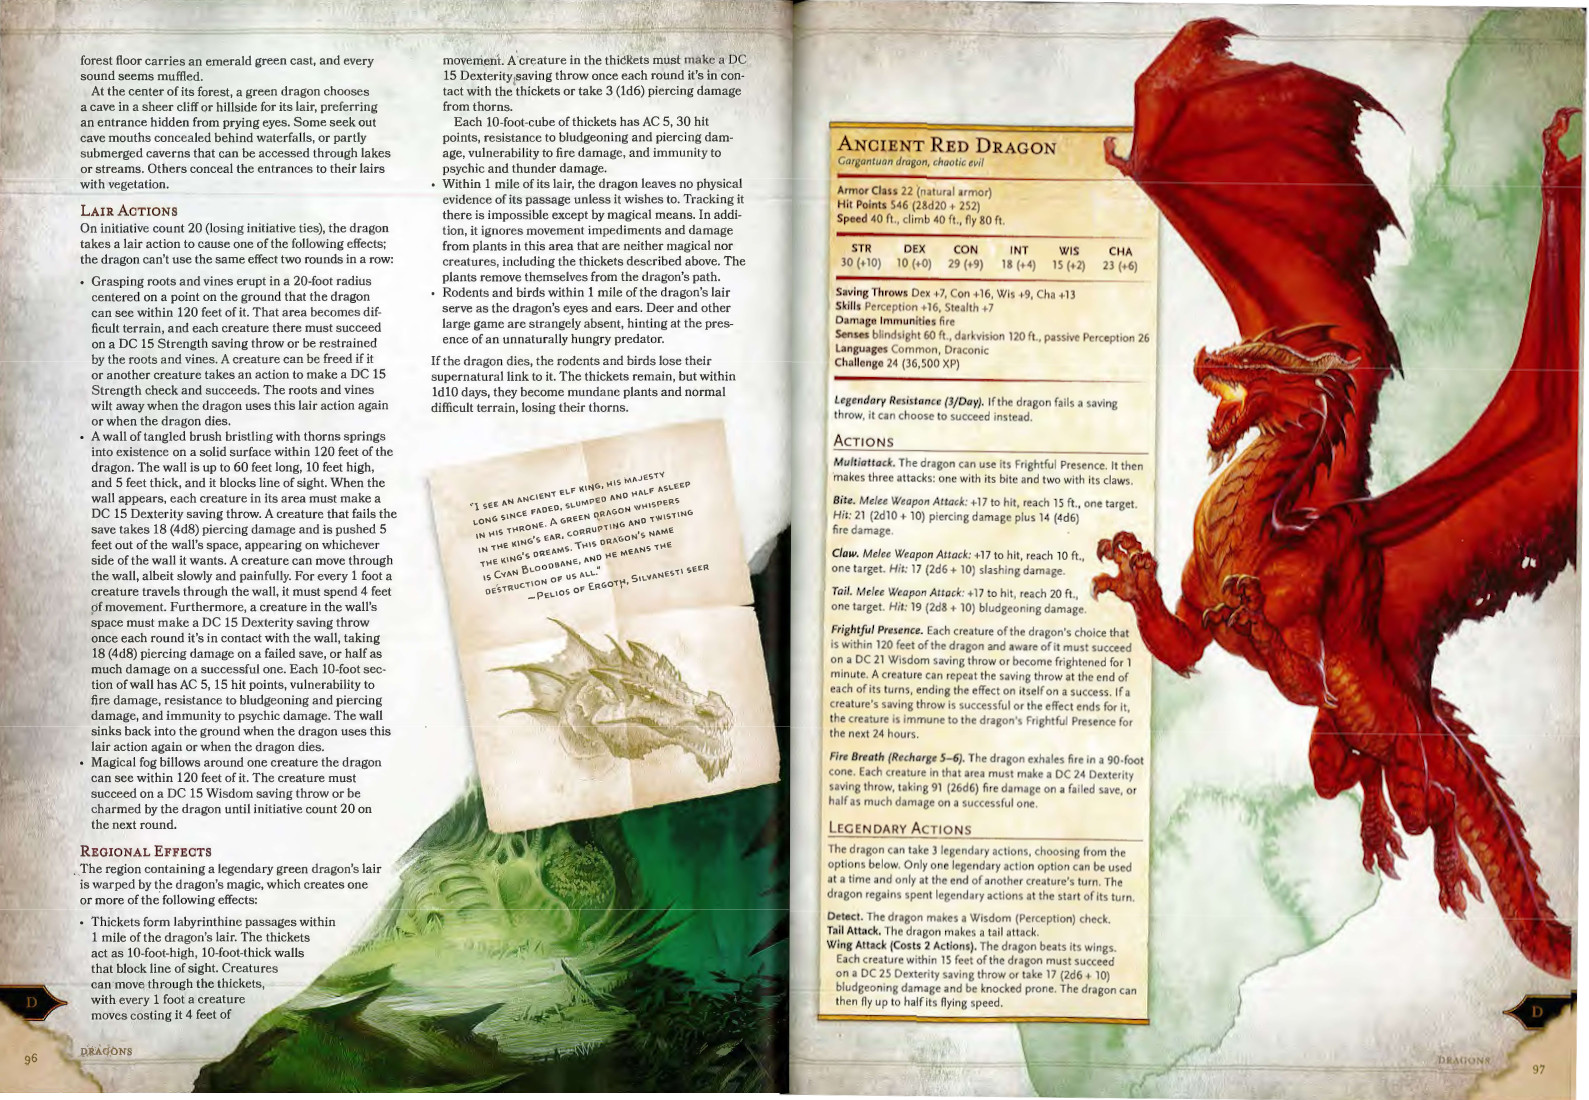 forest floor carries an emerald green cast, and every
sound seems muffled.
At the center of its forest, a green dragon chooses
a cave in a sheer cliff or hillside for its lair, preferring
an entrance hidden from prying eyes. Some seek out
cave mouths concealed behind waterfalls, or partly
submerged caverns that can be accessed through lakes
or streams. Others conceal the entrances to their lairs
with vegetation.
LAIR ACTIONS
On initiative count 20 (losing initiative ties), the dragon
takes a lair action to cause one of the following effects;
the dragon can't use the same effect two rounds in a row:
• Grasping roots and vines erupt in a 20-foot radius
centered on a point on the ground that the dragon
can see within 120 feet of it. That area becomes dif-
ficult terrain, and each creature there must succeed
on a DC 15 Strength saving throw or be restrained
by the roots and vines. A creature can be freed if it
or another creature takes an action to make a DC 15
Strength check and succeeds. The roots and vines
wilt away when the dragon uses this lair action again
or when the dragon dies.
• A wall of tangled brush bristling with thorns springs
into existence on a solid surface within 120 feet of the
dragon. The wall is up to 60 feet long, 10 feet high,
and 5 feet thick, and it blocks line of sight. When the
wall appears, each creature in its area must make a
DC 15 Dexterity saving throw. A creature that fails the
save takes 18 (4d8) piercing damage and is pushed 5
feet out of the wall's space, appearing on whichever
side of the wall it wants. A creature can move through
the wall, albeit slowly and painfully. For every 1 foot a
creature travels through the wall, it must spend 4 feet
of movement. Furthermore, a creature in the wall's
space must make a DC 15 Dexterity saving throw
once each round it's in contact with the wall, taking
18 (4d8) piercing damage on a failed save, or half as
much damage on a successful one. Each 10-foot sec-
tion of wall has AC 5, 15 hit points, vulnerability to
fire damage, resistance to bludgeoning and piercing
damage, and immunity to psychic damage. The wall
sinks back into the ground when the dragon uses this
lair action again or when the dragon dies.
• Magical fog billows around one creature the dragon
can see within 120 feet of it. The creature must
succeed on a DC 15 Wisdom saving throw or be
charmed by the dragon until initiative count 20 on
the next round.
REGIONAL EFFECTS
The region containing a legendary green dragon's lair
is warped by the dragon's magic, which creates one
or more of the following effects:
• Thickets form labyrinthine passages within
1 mile of the dragon's lair. The thickets
act as 10-foot-high, 10-foot-thick walls
that block line of sight. Creatures
can move through the thickets,
with every 1 foot a creature
moves costing it 4 feet of
movement. A creature in the thickets must make a DC
15 Dexterity saving throw once each round it's in con-
tact with the thickets or take 3 (1d6) piercing damage
from thorns.
Each 10-foot-cube of thickets has AC 5, 30 hit
points, resistance to bludgeoning and piercing dam-
age, vulnerability to fire damage, and immunity to
psychic and thunder damage.
• Within 1 mile of its lair, the dragon leaves no physical
evidence of its passage unless it wishes to. Tracking it
there is impossible except by magical means. In addi-
tion, it ignores movement impediments and damage
from plants in this area that are neither magical nor
creatures, including the thickets described above. The
plants remove themselves from the dragon's path.
• Rodents and birds within 1 mile of the dragon's lair
serve as the dragon's eyes and ears. Deer and other
large game are strangely absent, hinting at the pres-
ence of an unnaturally hungry predator.
If the dragon dies, the rodents and birds lose their
supernatural link to it. The thickets remain, but within
1d10 days, they become mundane plants and normal
difficult terrain, losing their thorns.
"I SEE AN ANCIENT ELF KING, HIS MAJESTY
LONG SINCE FADED, SLUMPED AND HALF ASLEEP
IN HIS THRONE. A GREEN DRAGON WHISPERS
IN THE KING'S EAR, CORRUPTING AND TWISTING
THE KING'S DREAMS. THIS DRAGON'S NAME
IS CYAN BLOODBANE, AND HE MEANS THE
DESTRUCTION OF US ALL."
—PELIOS OF ERGOTH, SILVANESTI SEER
D
96
DRAGONS
ANCIENT RED DRAGON
Gargantuan dragon, chaotic evil
Armor Class 22 (natural armor)
Hit Points 546 (28d20 + 252)
Speed 40 ft., climb 40 ft., fly 80 ft.
STR DEX CON INT WIS CHA
30 (+10) 10 (+0) 29 (+9) 18 (+4) 15 (+2) 23 (+6)
Saving Throws Dex +7, Con +16, Wis +9, Cha +13
Skills Perception +16, Stealth +7
Damage Immunities fire
Senses blindsight 60 ft., darkvision 120 ft., passive Perception 26
Languages Common, Draconic
Challenge 24 (36,500 XP)
Legendary Resistance (3/Day). If the dragon fails a saving
throw, it can choose to succeed instead.
ACTIONS
Multiattack. The dragon can use its Frightful Presence. It then
makes three attacks: one with its bite and two with its claws.
Bite. Melee Weapon Attack: +17 to hit, reach 15 ft., one target.
Hit: 21 (2d10 + 10) piercing damage plus 14 (4d6)
fire damage.
Claw. Melee Weapon Attack: +17 to hit, reach 10 ft.,
one target. Hit: 17 (2d6 + 10) slashing damage.
Tail. Melee Weapon Attack: +17 to hit, reach 20 ft.,
one target. Hit: 19 (2d8 + 10) bludgeoning damage.
Frightful Presence. Each creature of the dragon's choice that
is within 120 feet of the dragon and aware of it must succeed
on a DC 21 Wisdom saving throw or become frightened for 1
minute. A creature can repeat the saving throw at the end of
each of its turns, ending the effect on itself on a success. If a
creature's saving throw is successful or the effect ends for it,
the creature is immune to the dragon's Frightful Presence for
the next 24 hours.
Fire Breath (Recharge 5–6). The dragon exhales fire in a 90-foot
cone. Each creature in that area must make a DC 24 Dexterity
saving throw, taking 91 (26d6) fire damage on a failed save, or
half as much damage on a successful one.
LEGENDARY ACTIONS
The dragon can take 3 legendary actions, choosing from the
options below. Only one legendary action option can be used
at a time and only at the end of another creature's turn. The
dragon regains spent legendary actions at the start of its turn.
Detect. The dragon makes a Wisdom (Perception) check.
Tail Attack. The dragon makes a tail attack.
Wing Attack (Costs 2 Actions). The dragon beats its wings.
Each creature within 15 feet of the dragon must succeed
on a DC 25 Dexterity saving throw or take 17 (2d6 + 10)
bludgeoning damage and be knocked prone. The dragon can
then fly up to half its flying speed.
D
DRAGONS
97